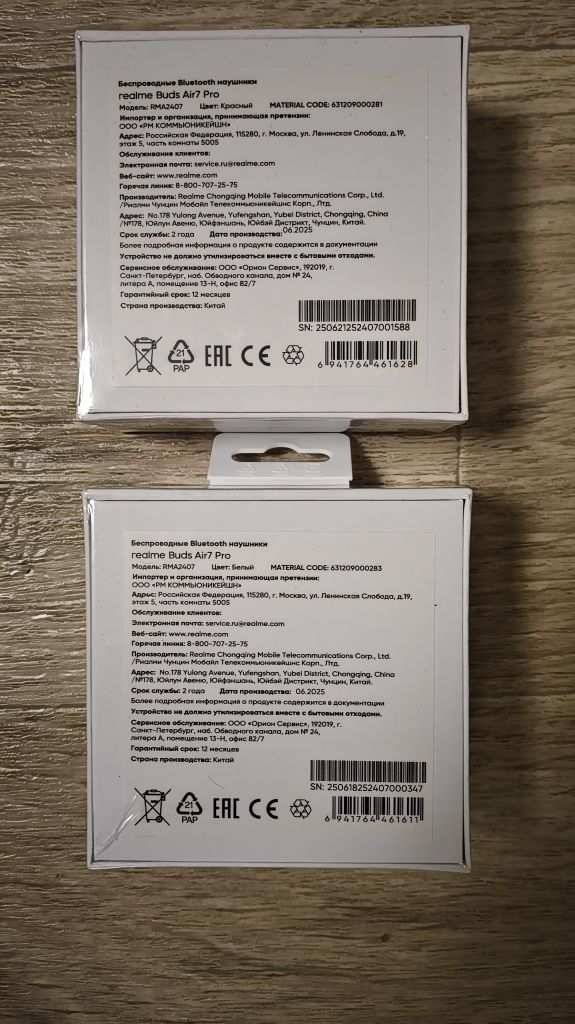 Беспроводные Bluetooth наушники
realme Buds Air7 Pro
Модель: RMA2407 Цвет: Красный MATERIAL CODE: 631209000281
Импортер и организация, принимающая претензии:
ООО «РМ КОММЬЮНИКЕЙШН»
Адрес: Российская Федерация, 115280, г. Москва, ул. Ленинская Слобода, д.19,
этаж 5, часть комнаты 5005
Обслуживание клиентов:
Электронная почта: service.ru@realme.com
Веб-сайт: www.realme.com
Горячая линия: 8-800-707-25-75
Производитель: Realme Chongqing Mobile Telecommunications Corp., Ltd.
/Риалми Чунцин Мобайл Телекоммьюникейшнс Корп., Лтд.
Адрес: No.178 Yulong Avenue, Yufengshan, Yubei District, Chongqing, China
/№178, Юйлун Авеню, Юйфэншань, Юйбэй Дистрикт, Чунцин, Китай.
Срок службы: 2 года Дата производства: 06.2025
Более подробная информация о продукте содержится в документации
Устройство не должно утилизироваться вместе с бытовыми отходами.
Сервисное обслуживание: ООО «Орион Сервис», 192019, г.
Санкт-Петербург, наб. Обводного канала, дом № 24,
литера А, помещение 13-Н, офис 82/7
Гарантийный срок: 12 месяцев
Страна производства: Китай
SN: 250621252407001588
21
PAP
EAC CE
6 941764 461628
Беспроводные Bluetooth наушники
realme Buds Air7 Pro
Модель: RMA2407 Цвет: Белый MATERIAL CODE: 631209000283
Импортер и организация, принимающая претензии:
ООО «РМ КОММЬЮНИКЕЙШН»
Адрыс: Российская Федерация, 115280, г. Москва, ул. Ленинская Слобода, д.19,
этаж 5, часть комнаты 5005
Обслуживание клиентов:
Электронная почта: service.ru@realme.com
Веб-сайт: www.realme.com
Горячая линия: 8-800-707-25-75
Производитель: Realme Chongqing Mobile Telecommunications Corp., Ltd.
/Риалми Чунцин Мобайл Телекоммьюникейшнс Корп., Лтд.
Адрес: No.178 Yulong Avenue, Yufengshan, Yubei District, Chongqing, China
/№178, Юйлун Авеню, Юйфэншань, Юйбэй Дистрикт, Чунцин, Китай.
Срок службы: 2 года Дата производства: 06.2025
Более подробная информация о продукте содержится в документации
Устройство не должно утилизироваться вместе с бытовыми отходами.
Сервисное обслуживание: ООО «Орион Сервис», 192019, г.
Санкт-Петербург, наб. Обводного канала, дом № 24,
литера А, помещение 13-Н, офис 82/7
Гарантийный срок: 12 месяцев
Страна производства: Китай
SN: 250618252407000347
21
PAP
EAC CE
6 941764 461611